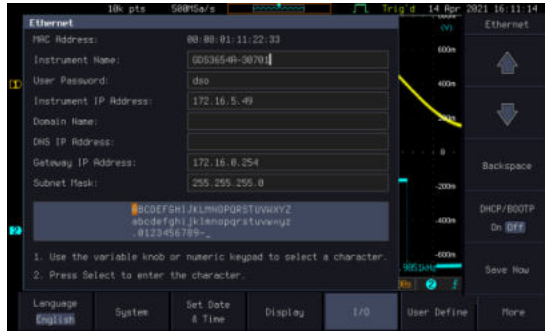 10k pts 500MSa/s Trig'd 14 Apr 2021 16:11:14
Ethernet
MAC Address: 00:00:01:11:22:33
Instrument Name: GDS3654A-30701
User Password: dso
Instrument IP Address: 172.16.5.49
Domain Name:
DNS IP Address:
Gateway IP Address: 172.16.0.254
Subnet Mask: 255.255.255.0
ABCDEFGHIJKLMNOPQRSTUVWXYZ
abcdefghijklmnopqrstuvwxyz
.0123456789-_
1. Use the variable knob or numeric keypad to select a character.
2. Press Select to enter the character.
(V)
600m
400m
0
-200m
-400m
-600m
1
2
2
Ethernet
Backspace
DHCP/BOOTP
On Off
Save Now
Language
English
System
Set Date
& Time
Display
I/O
User Define
More